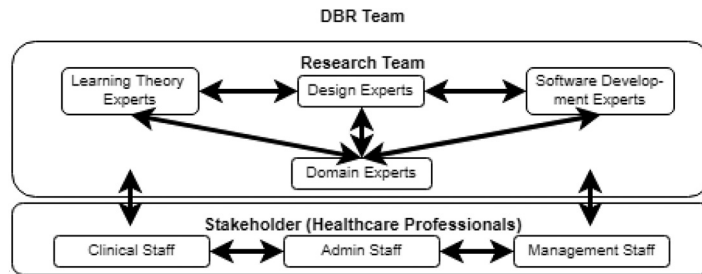 DBR Team
Research Team
Learning Theory
Experts
Design Experts
Software Develop-
ment Experts
Domain Experts
Stakeholder (Healthcare Professionals)
Clinical Staff
Admin Staff
Management Staff